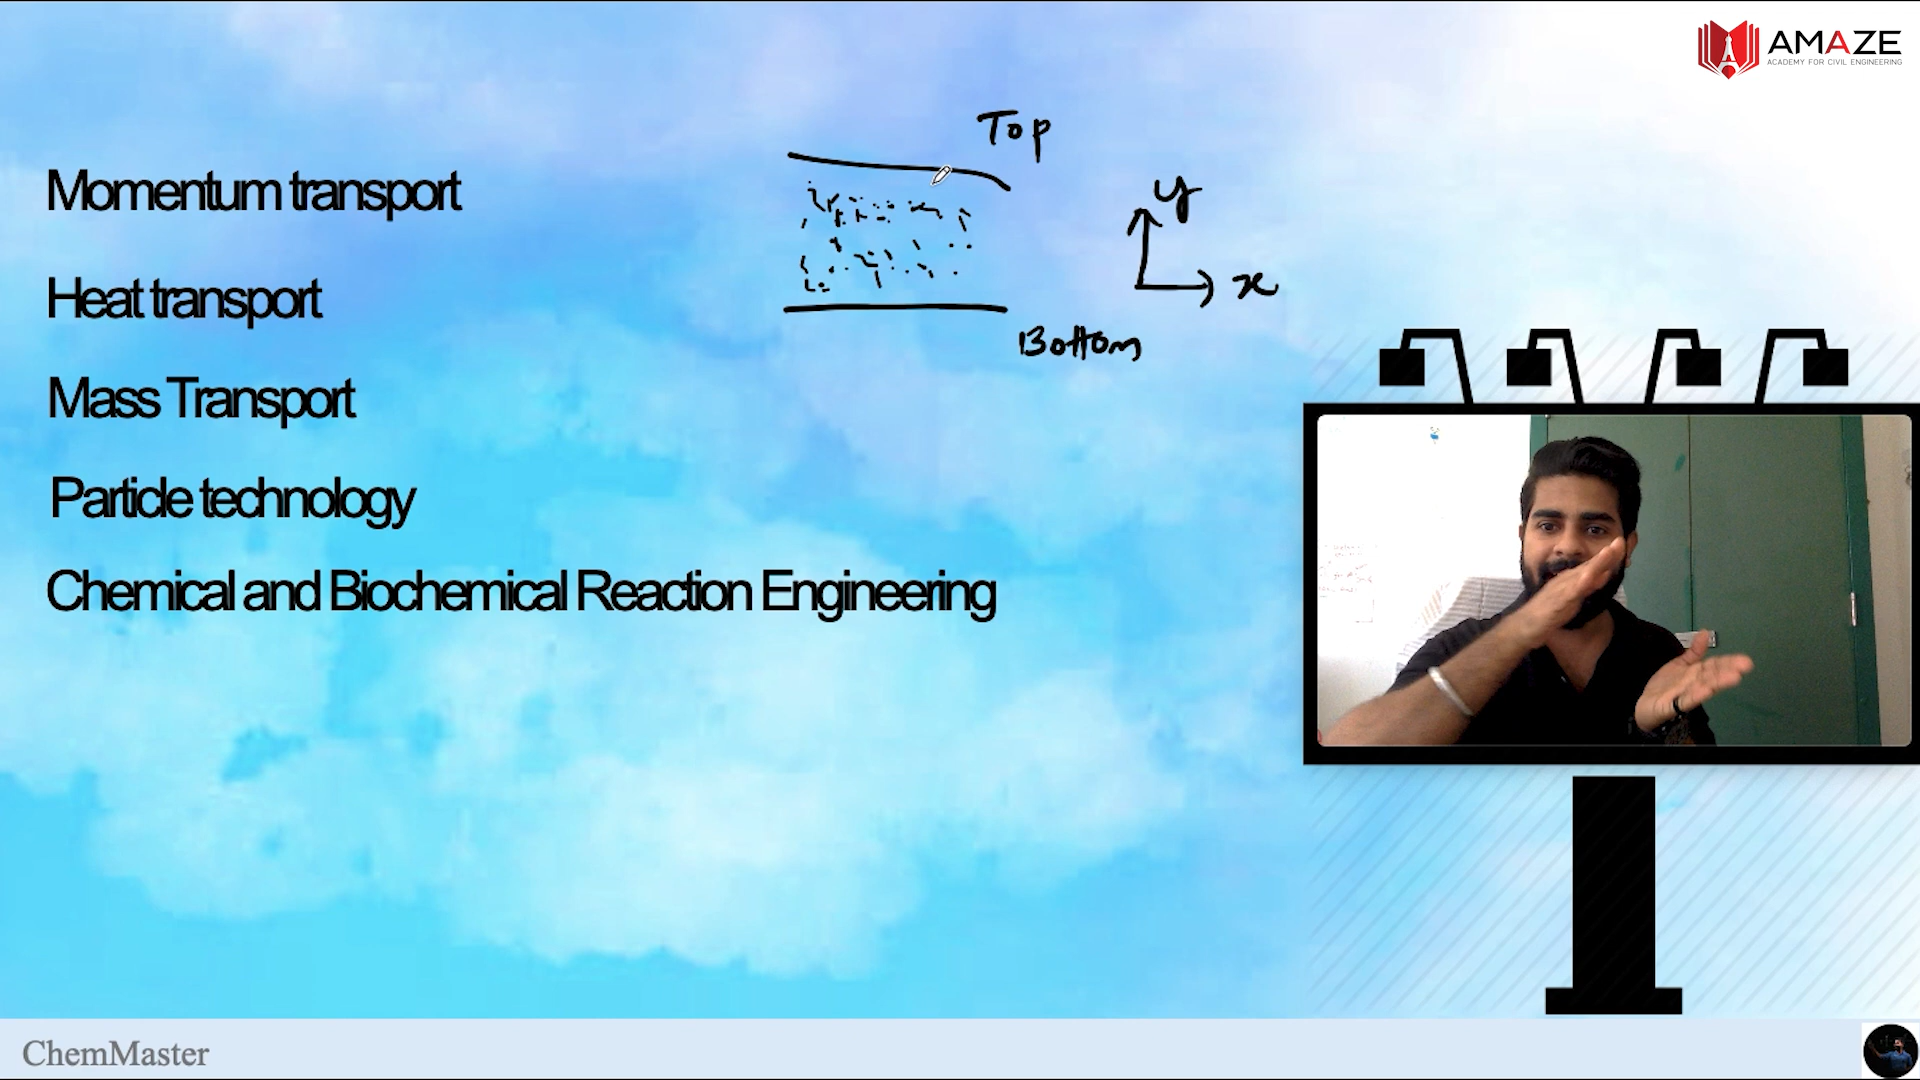 AMAZE
ACADEMY FOR CIVIL ENGINEERING
Top
Momentum transport
y
Heat transport
x
Bottom
Mass Transport
Particle technology
Chemical and Biochemical Reaction Engineering
ChemMaster